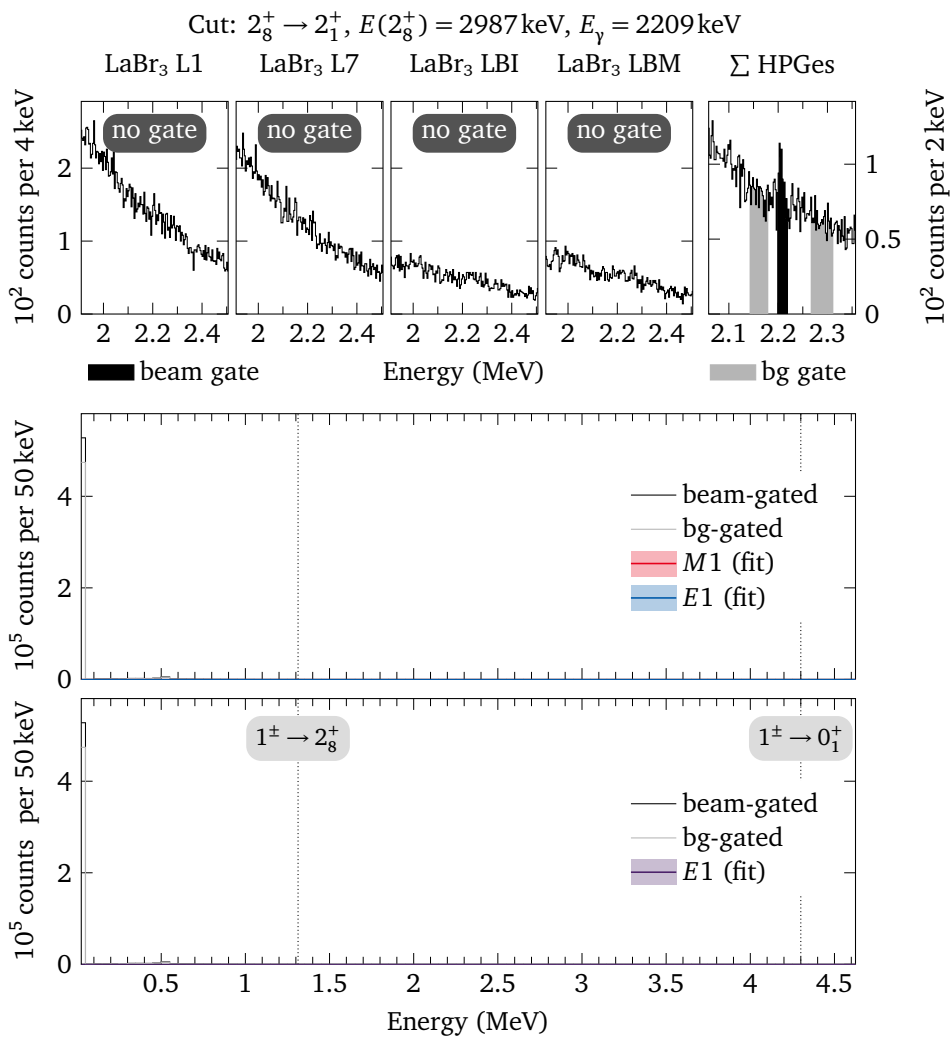 Cut: 2₈⁺ → 2₁⁺, E(2₈⁺) = 2987 keV, Eᵧ = 2209 keV
LaBr₃ L1 LaBr₃ L7 LaBr₃ LBI LaBr₃ LBM ∑ HPGes
no gate no gate no gate no gate
10² counts per 4 keV
2
1
0
1
0.5
0
10² counts per 2 keV
2 2.2 2.4 2 2.2 2.4 2 2.2 2.4 2 2.2 2.4 2.1 2.2 2.3
beam gate Energy (MeV) bg gate
10⁵ counts per 50 keV
4
2
0
beam-gated
bg-gated
M1 (fit)
E1 (fit)
10⁵ counts per 50 keV
4
2
0
1± → 2₈⁺ 1± → 0₁⁺
beam-gated
bg-gated
E1 (fit)
0.5 1 1.5 2 2.5 3 3.5 4 4.5
Energy (MeV)